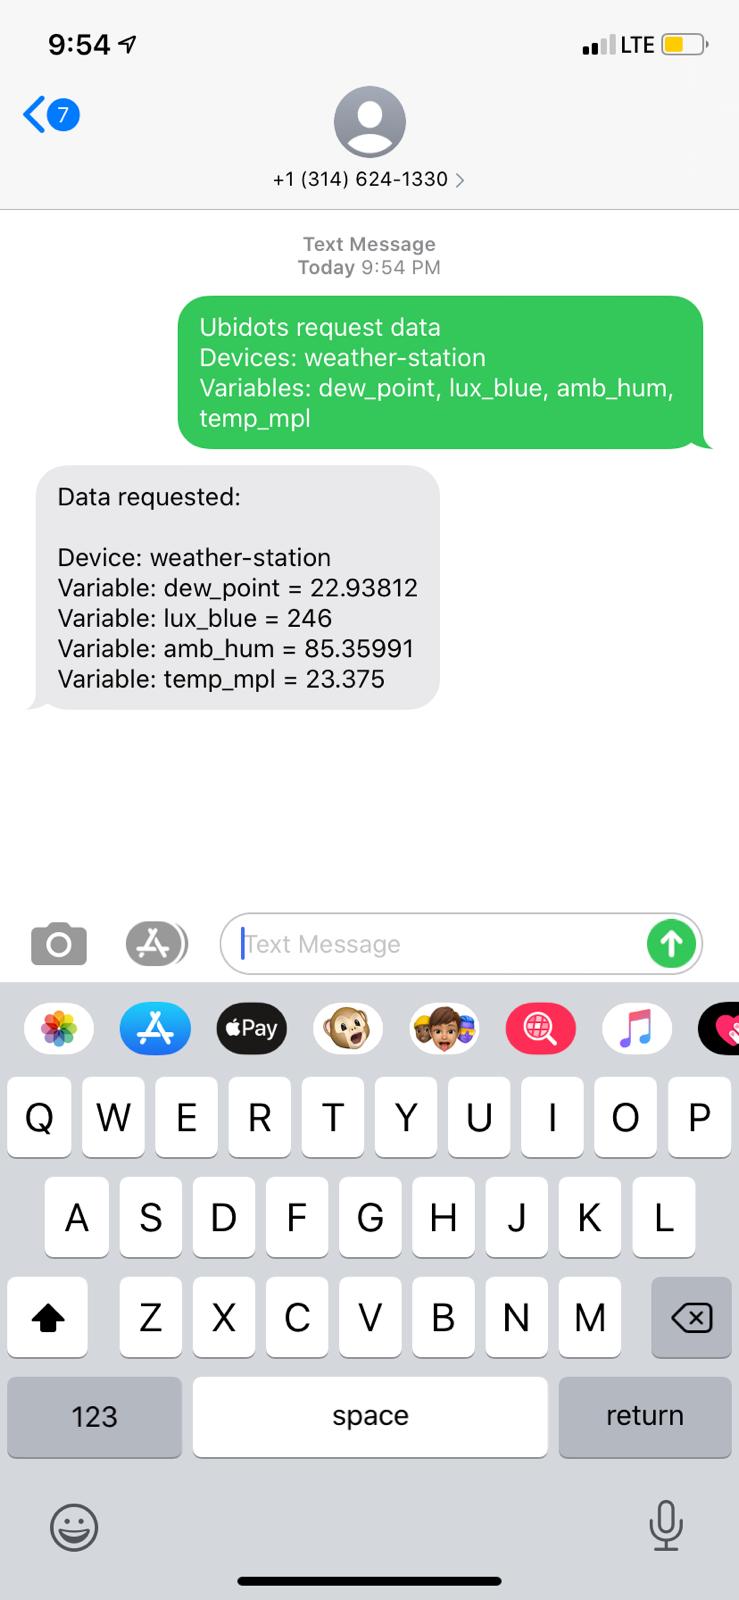 9:54
LTE
7
+1 (314) 624-1330
Text Message
Today 9:54 PM
Ubidots request data
Devices: weather-station
Variables: dew_point, lux_blue, amb_hum,
temp_mpl
Data requested:
Device: weather-station
Variable: dew_point = 22.93812
Variable: lux_blue = 246
Variable: amb_hum = 85.35991
Variable: temp_mpl = 23.375
Text Message
Pay
Q W E R T Y U I O P
A S D F G H J K L
Z X C V B N M
123 space return